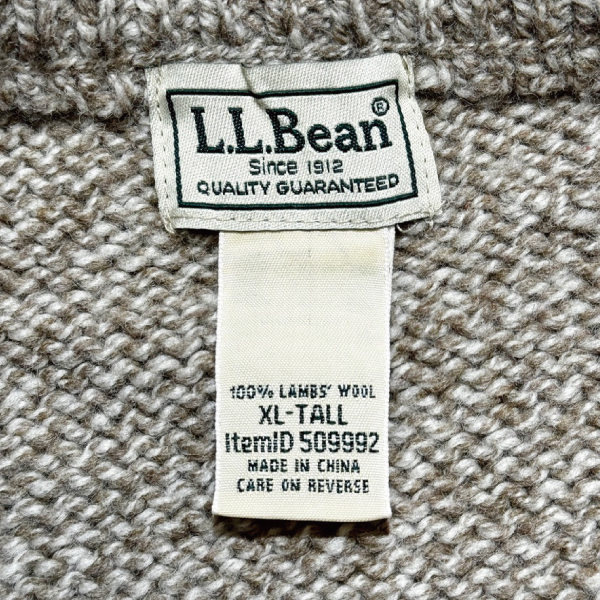 L.L.Bean®
Since 1912
QUALITY GUARANTEED
100% LAMBS' WOOL
XL-TALL
ItemID 509992
MADE IN CHINA
CARE ON REVERSE